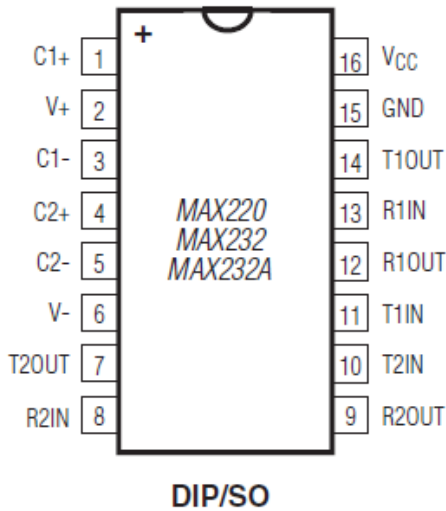 +
C1+ 1
V+ 2
C1- 3
C2+ 4
C2- 5
V- 6
T2OUT 7
R2IN 8
MAX220
MAX232
MAX232A
16 VCC
15 GND
14 T1OUT
13 R1IN
12 R1OUT
11 T1IN
10 T2IN
9 R2OUT
DIP/SO